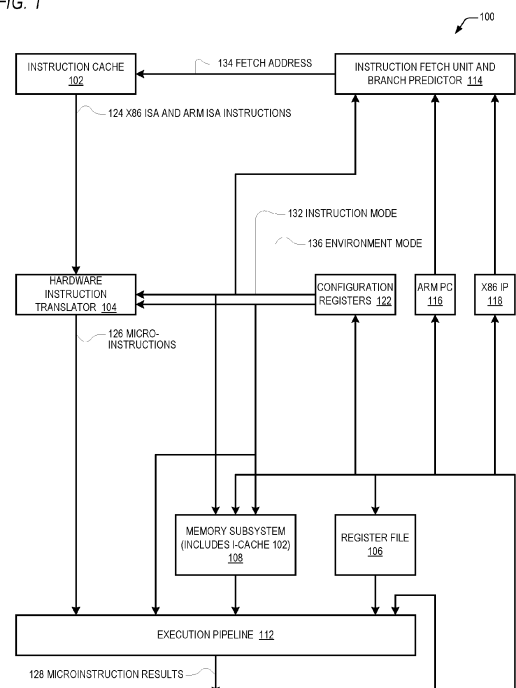 FIG. 1
100
INSTRUCTION CACHE
102
134 FETCH ADDRESS
INSTRUCTION FETCH UNIT AND
BRANCH PREDICTOR 114
124 X86 ISA AND ARM ISA INSTRUCTIONS
132 INSTRUCTION MODE
136 ENVIRONMENT MODE
HARDWARE
INSTRUCTION
TRANSLATOR 104
CONFIGURATION
REGISTERS 122
ARM PC
116
X86 IP
118
126 MICRO-
INSTRUCTIONS
MEMORY SUBSYSTEM
(INCLUDES I-CACHE 102)
108
REGISTER FILE
106
EXECUTION PIPELINE 112
128 MICROINSTRUCTION RESULTS